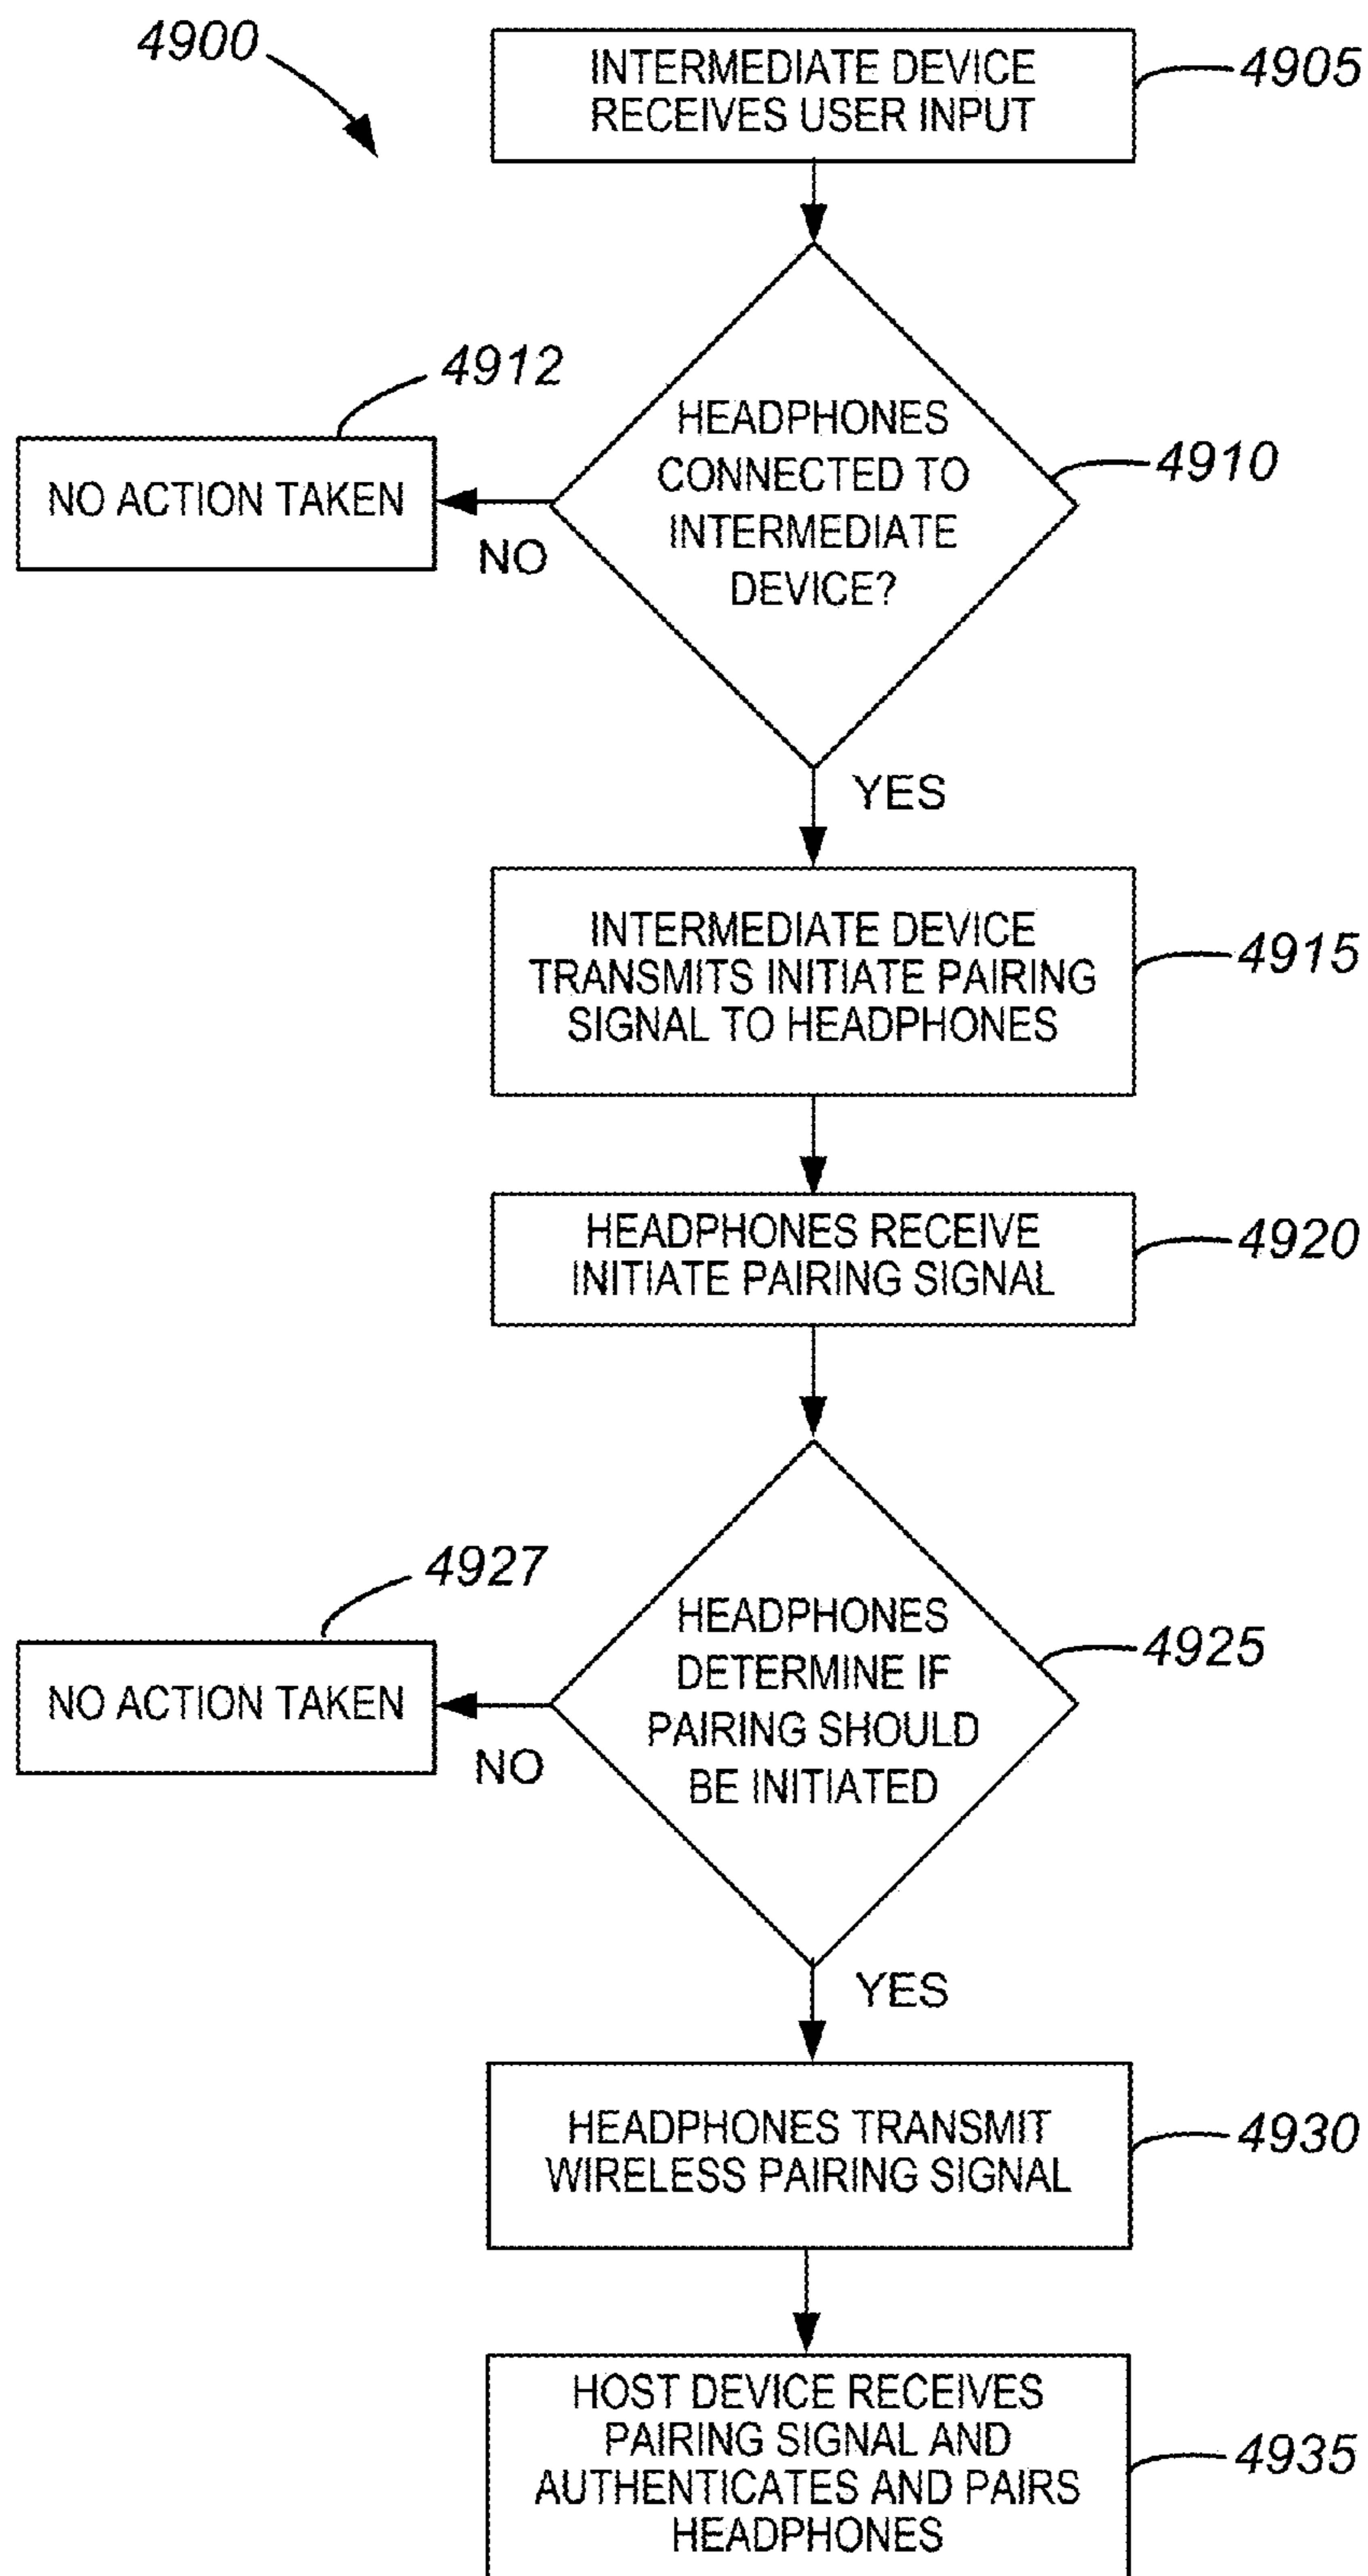 4900
INTERMEDIATE DEVICE
RECEIVES USER INPUT
4905
4912
HEADPHONES
CONNECTED TO
INTERMEDIATE
DEVICE?
4910
NO ACTION TAKEN
NO
YES
INTERMEDIATE DEVICE
TRANSMITS INITIATE PAIRING
SIGNAL TO HEADPHONES
4915
HEADPHONES RECEIVE
INITIATE PAIRING SIGNAL
4920
4927
HEADPHONES
DETERMINE IF
PAIRING SHOULD
BE INITIATED
4925
NO ACTION TAKEN
NO
YES
HEADPHONES TRANSMIT
WIRELESS PAIRING SIGNAL
4930
HOST DEVICE RECEIVES
PAIRING SIGNAL AND
AUTHENTICATES AND PAIRS
HEADPHONES
4935